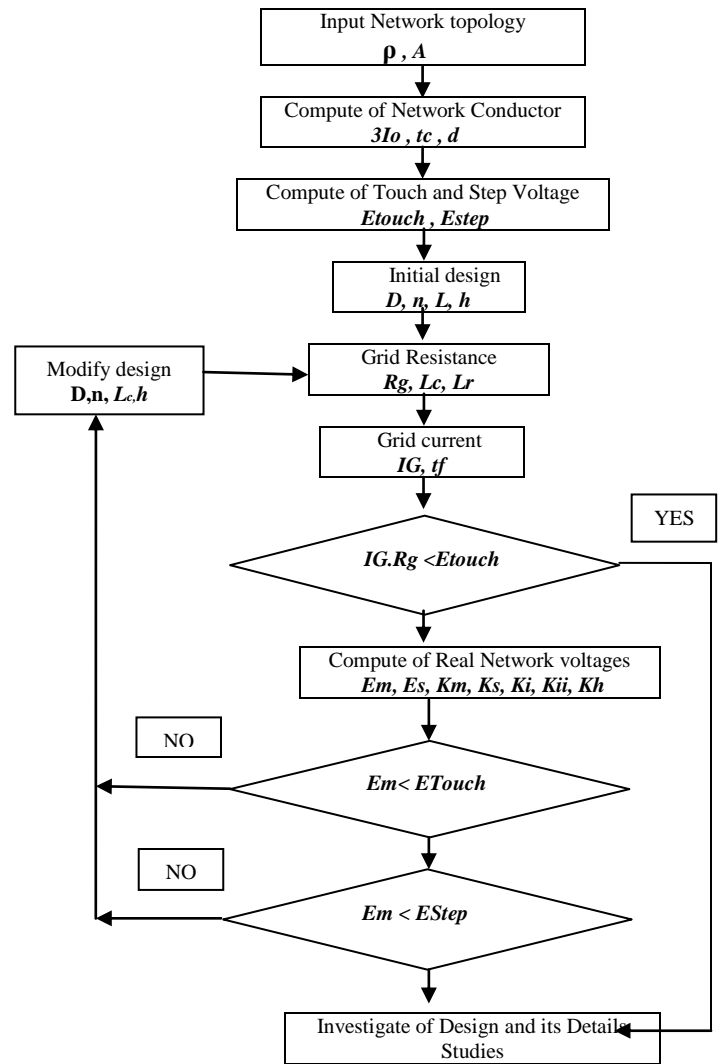 Input Network topology
ρ , A
Compute of Network Conductor
3Io , tc , d
Compute of Touch and Step Voltage
Etouch , Estep
Initial design
D, n, L, h
Modify design
D,n, Lc,h
Grid Resistance
Rg, Lc, Lr
Grid current
IG, tf
YES
IG.Rg <Etouch
Compute of Real Network voltages
Em, Es, Km, Ks, Ki, Kii, Kh
NO
Em< ETouch
NO
Em < EStep
Investigate of Design and its Details
Studies